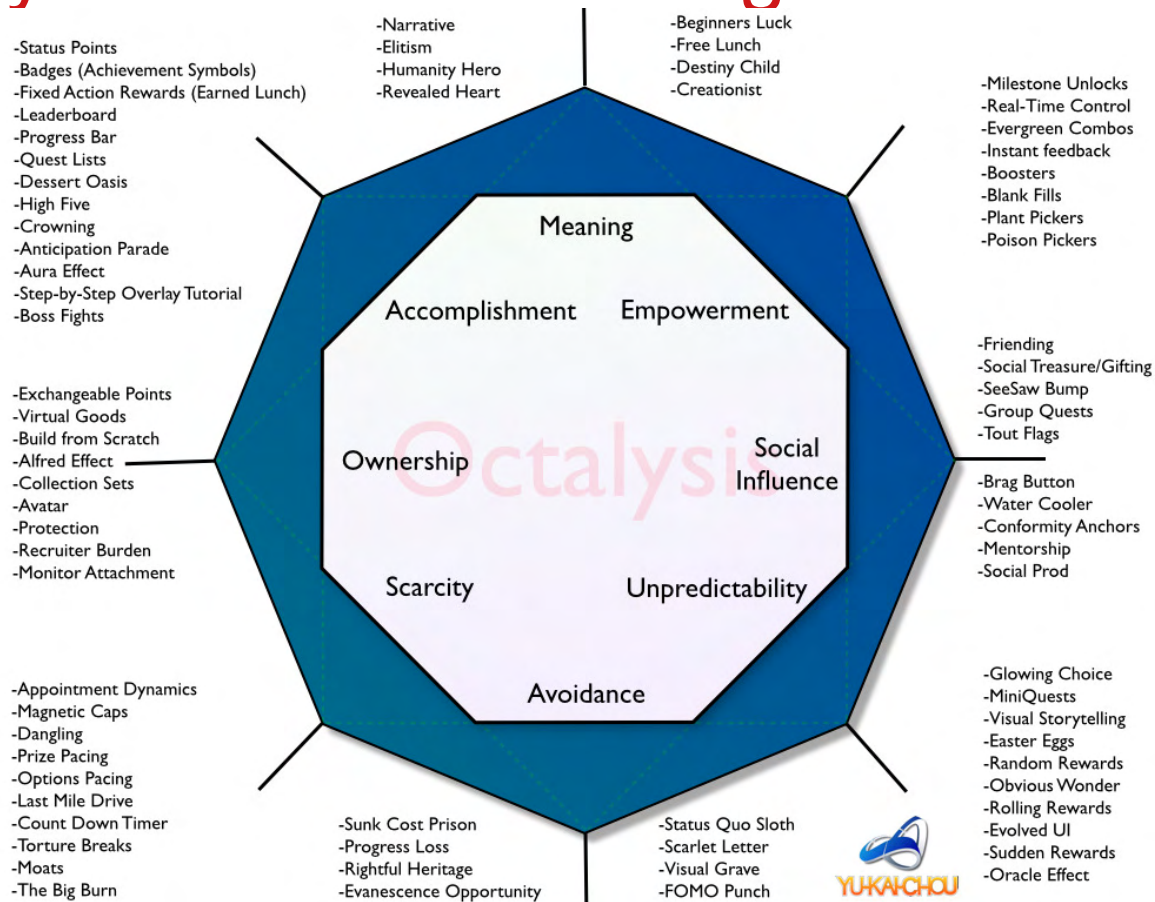 -Status Points
-Badges (Achievement Symbols)
-Fixed Action Rewards (Earned Lunch)
-Leaderboard
-Progress Bar
-Quest Lists
-Dessert Oasis
-High Five
-Crowning
-Anticipation Parade
-Aura Effect
-Step-by-Step Overlay Tutorial
-Boss Fights
-Narrative
-Elitism
-Humanity Hero
-Revealed Heart
-Beginners Luck
-Free Lunch
-Destiny Child
-Creationist
-Milestone Unlocks
-Real-Time Control
-Evergreen Combos
-Instant feedback
-Boosters
-Blank Fills
-Plant Pickers
-Poison Pickers
Meaning
Accomplishment
Empowerment
Ownership
Octalysis
Social
Influence
Scarcity
Unpredictability
Avoidance
-Exchangeable Points
-Virtual Goods
-Build from Scratch
-Alfred Effect
-Collection Sets
-Avatar
-Protection
-Recruiter Burden
-Monitor Attachment
-Friending
-Social Treasure/Gifting
-SeeSaw Bump
-Group Quests
-Tout Flags
-Brag Button
-Water Cooler
-Conformity Anchors
-Mentorship
-Social Prod
-Appointment Dynamics
-Magnetic Caps
-Dangling
-Prize Pacing
-Options Pacing
-Last Mile Drive
-Count Down Timer
-Torture Breaks
-Moats
-The Big Burn
-Sunk Cost Prison
-Progress Loss
-Rightful Heritage
-Evanescence Opportunity
-Status Quo Sloth
-Scarlet Letter
-Visual Grave
-FOMO Punch
-Glowing Choice
-MiniQuests
-Visual Storytelling
-Easter Eggs
-Random Rewards
-Obvious Wonder
-Rolling Rewards
-Evolved UI
-Sudden Rewards
-Oracle Effect
YU-KAI-CHOU